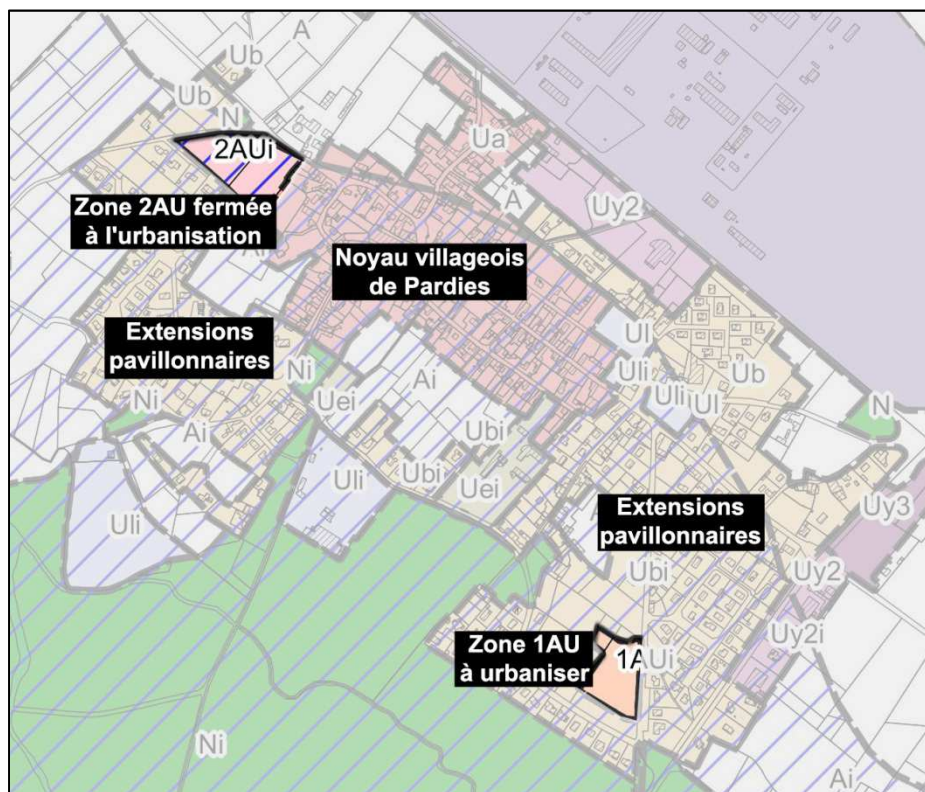 A
Ub
Ub
N
2AUi
Ua
A
Uy2
Zone 2AU fermée
à l'urbanisation
Noyau villageois
de Pardies
Extensions
pavillonnaires
Ul
Ni
Ai
Uli
Uli
Ul
Ub
N
Uei
Ni
Ai
Ubi
Ubi
Uli
Uei
Uli
Extensions
pavillonnaires
Uy3
Ubi
Uy2
Uy2i
Zone 1AU
à urbaniser
1AUi
Ni
Ai